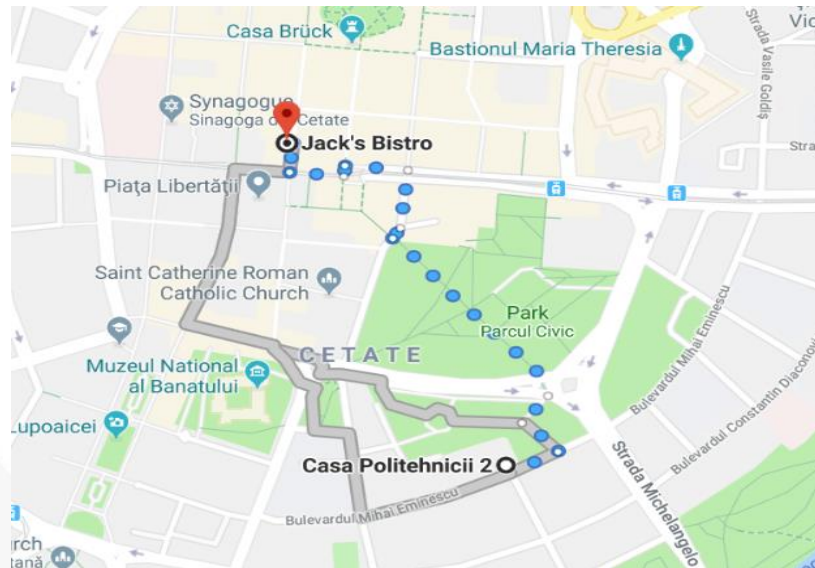 Vic
Casa Brück
Bastionul Maria Theresia
Strada Vasile Goldiș
Synagogue
Sinagoga din Cetate
Jack's Bistro
Stra
Piața Libertății
Saint Catherine Roman
Catholic Church
Park
Parcul Civic
CETATE
Muzeul National
al Banatului
Bulevardul Mihai Eminescu
Bulevardul Constantin Diaconovi
Lupoaicei
Casa Politehnicii 2
Strada Michelangelo
Bulevardul Mihai Eminescu
urch
tană